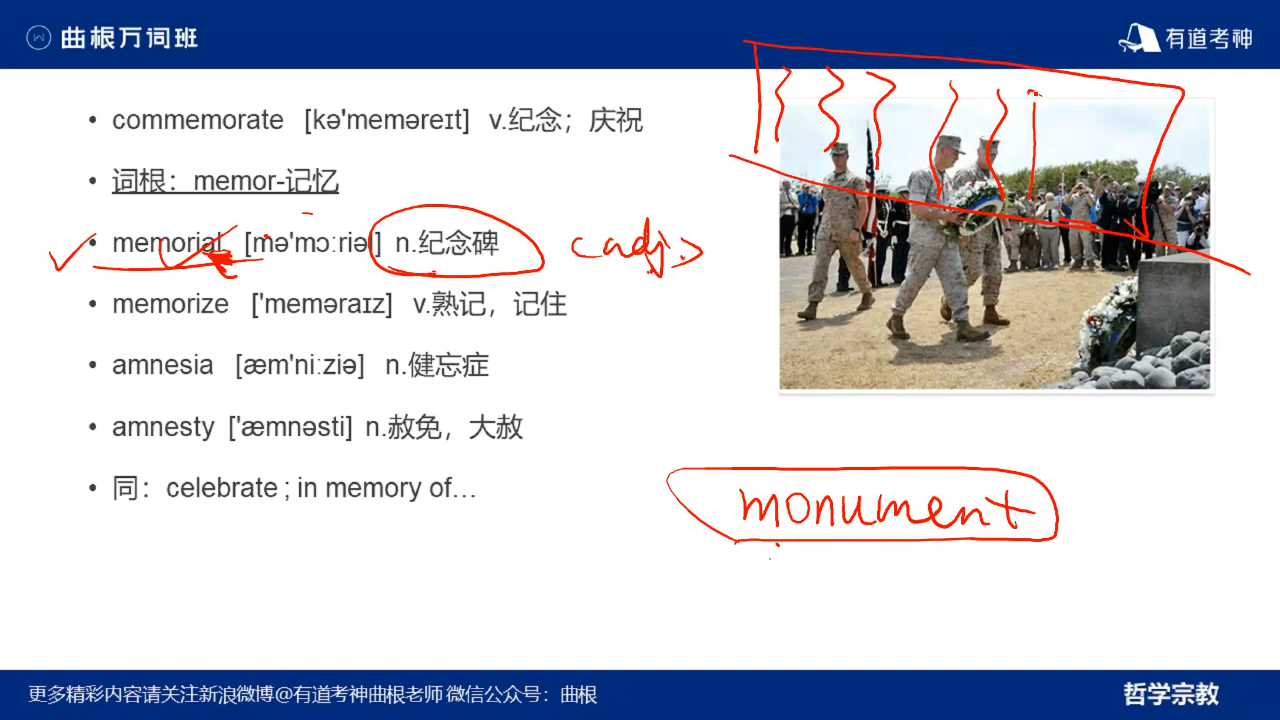 曲根万词班
有道考神
commemorate [kə'meməreɪt] v.纪念；庆祝
词根：memor-记忆
memorial [mə'mɔːriəl] n.纪念碑 (adj.)
memorize ['meməraɪz] v.熟记，记住
amnesia [æm'niːziə] n.健忘症
amnesty ['æmnəsti] n.赦免，大赦
同：celebrate ; in memory of…
monument
更多精彩内容请关注新浪微博@有道考神曲根老师 微信公众号：曲根
哲学宗教